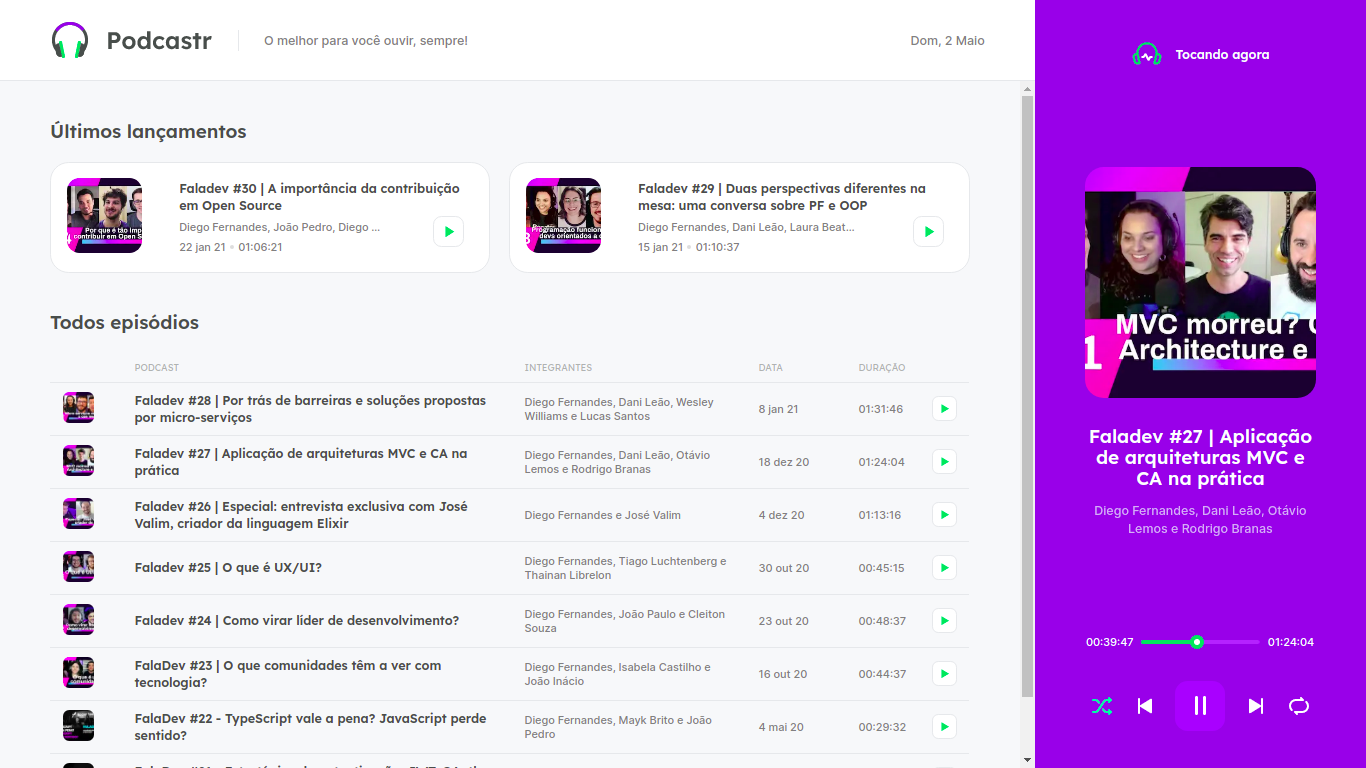 Podcastr
O melhor para você ouvir, sempre!
Dom, 2 Maio
Últimos lançamentos
Faladev #30 | A importância da contribuição
em Open Source
Diego Fernandes, João Pedro, Diego ...
22 jan 21 • 01:06:21
Por que é tão imp
contribuir em Open S
Faladev #29 | Duas perspectivas diferentes na
mesa: uma conversa sobre PF e OOP
Diego Fernandes, Dani Leão, Laura Beat...
15 jan 21 • 01:10:37
Programação funcion
devs orientados a o
Todos episódios
PODCAST INTEGRANTES DATA DURAÇÃO
Faladev #28 | Por trás de barreiras e soluções propostas
por micro-serviços
Diego Fernandes, Dani Leão, Wesley
Williams e Lucas Santos
8 jan 21
01:31:46
Faladev #27 | Aplicação de arquiteturas MVC e CA na
prática
Diego Fernandes, Dani Leão, Otávio
Lemos e Rodrigo Branas
18 dez 20
01:24:04
Faladev #26 | Especial: entrevista exclusiva com José
Valim, criador da linguagem Elixir
Diego Fernandes e José Valim
4 dez 20
01:13:16
Faladev #25 | O que é UX/UI?
Diego Fernandes, Tiago Luchtenberg e
Thainan Librelon
30 out 20
00:45:15
Faladev #24 | Como virar líder de desenvolvimento?
Diego Fernandes, João Paulo e Cleiton
Souza
23 out 20
00:48:37
FalaDev #23 | O que comunidades têm a ver com
tecnologia?
Diego Fernandes, Isabela Castilho e
João Inácio
16 out 20
00:44:37
FalaDev #22 - TypeScript vale a pena? JavaScript perde
sentido?
Diego Fernandes, Mayk Brito e João
Pedro
4 mai 20
00:29:32
Tocando agora
MVC morreu? C
1 Architecture e
Faladev #27 | Aplicação
de arquiteturas MVC e
CA na prática
Diego Fernandes, Dani Leão, Otávio
Lemos e Rodrigo Branas
00:39:47 01:24:04